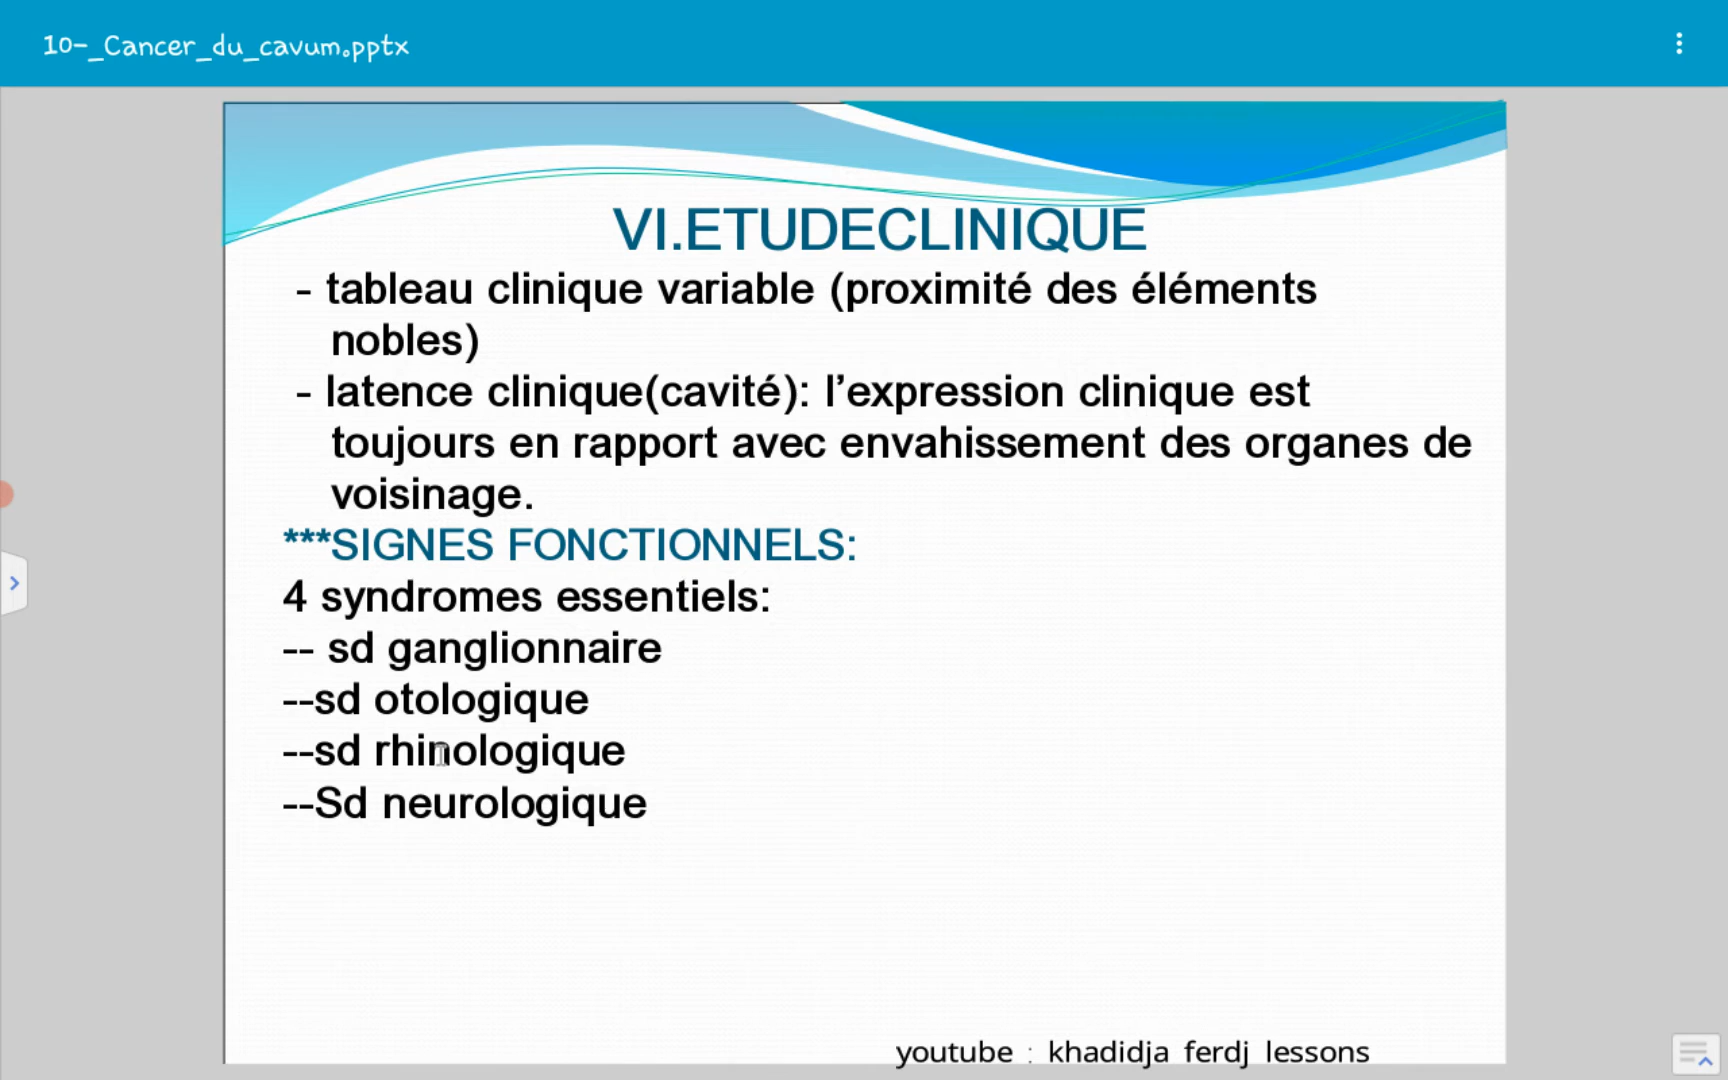 10-_Cancer_du_cavum.pptx
VI.ETUDECLINIQUE
- tableau clinique variable (proximité des éléments
nobles)
- latence clinique(cavité): l’expression clinique est
toujours en rapport avec envahissement des organes de
voisinage.
***SIGNES FONCTIONNELS:
4 syndromes essentiels:
-- sd ganglionnaire
--sd otologique
--sd rhinologique
--Sd neurologique
youtube : khadidja ferdj lessons